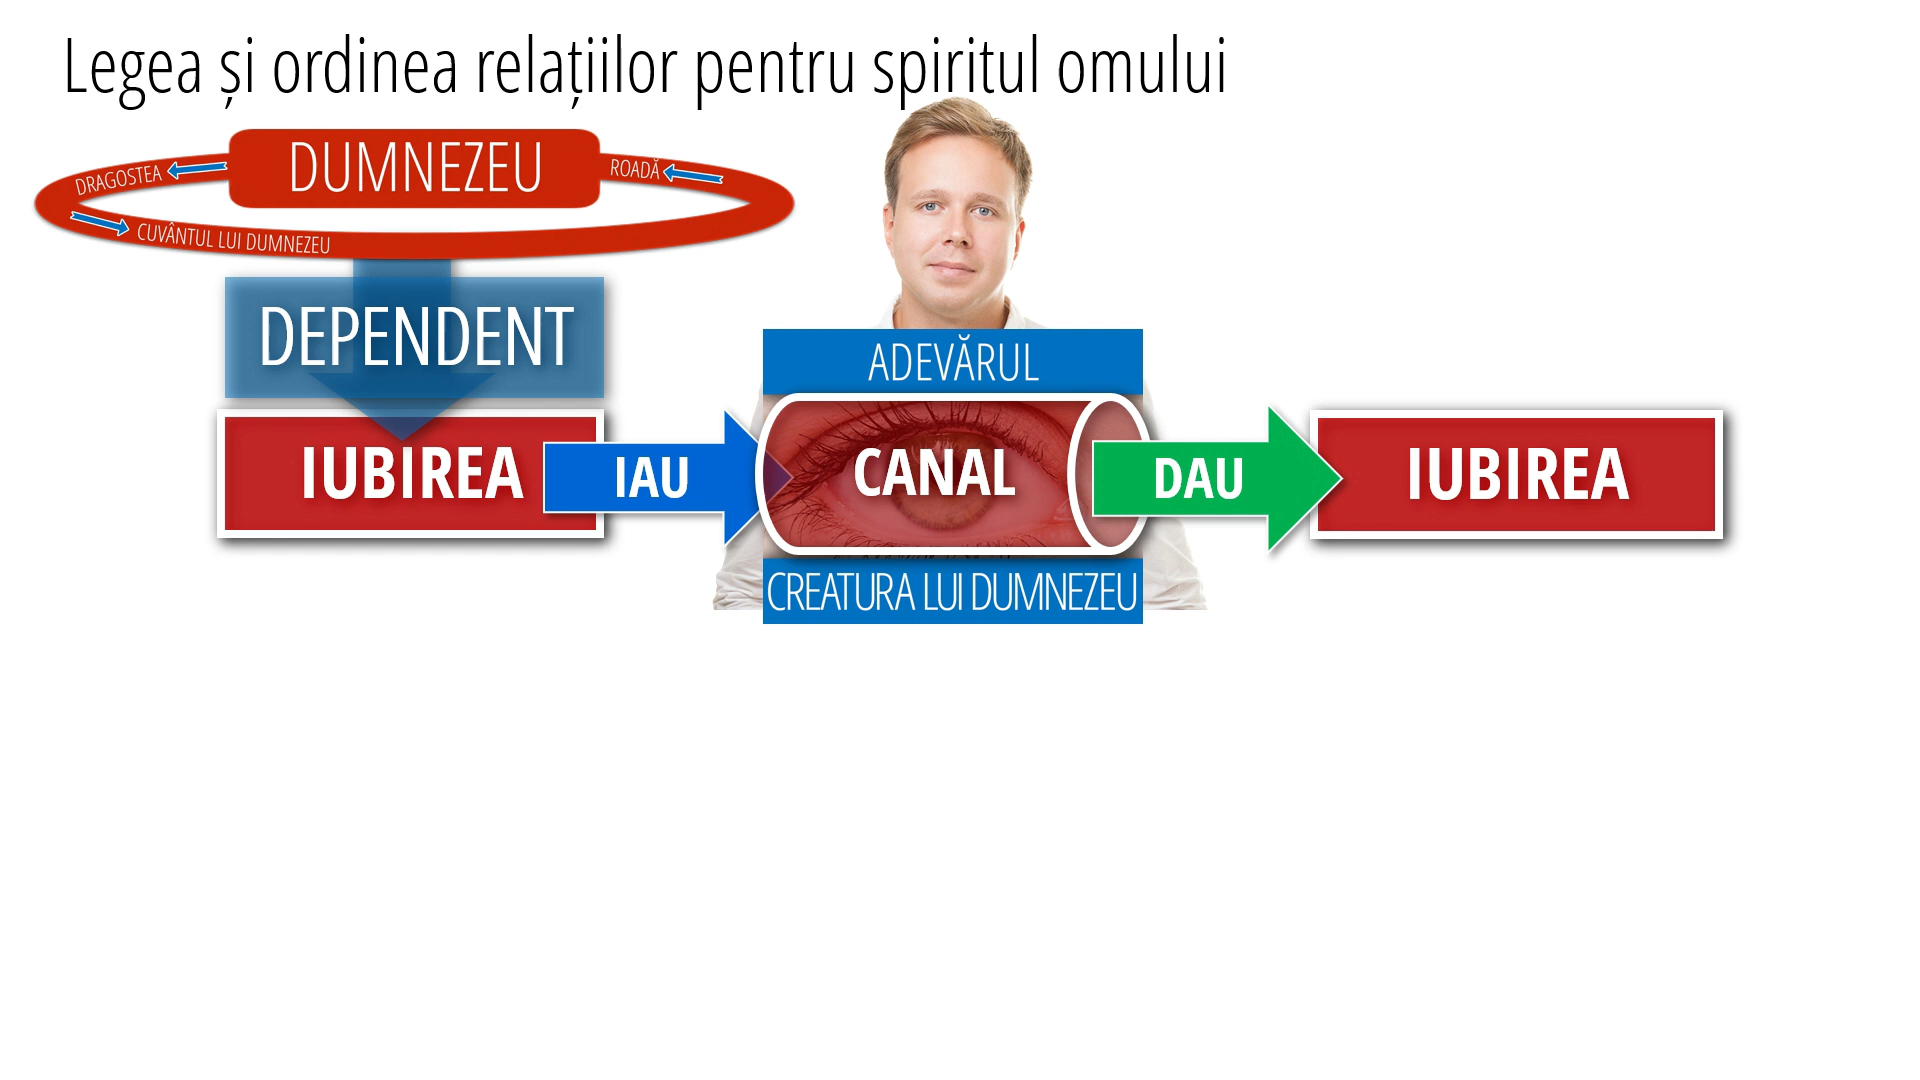 Legea și ordinea relațiilor pentru spiritul omului
DUMNEZEU
DRAGOSTEA
ROADĂ
CUVÂNTUL LUI DUMNEZEU
DEPENDENT
ADEVĂRUL
IUBIREA
IAU
CANAL
DAU
IUBIREA
CREATURA LUI DUMNEZEU